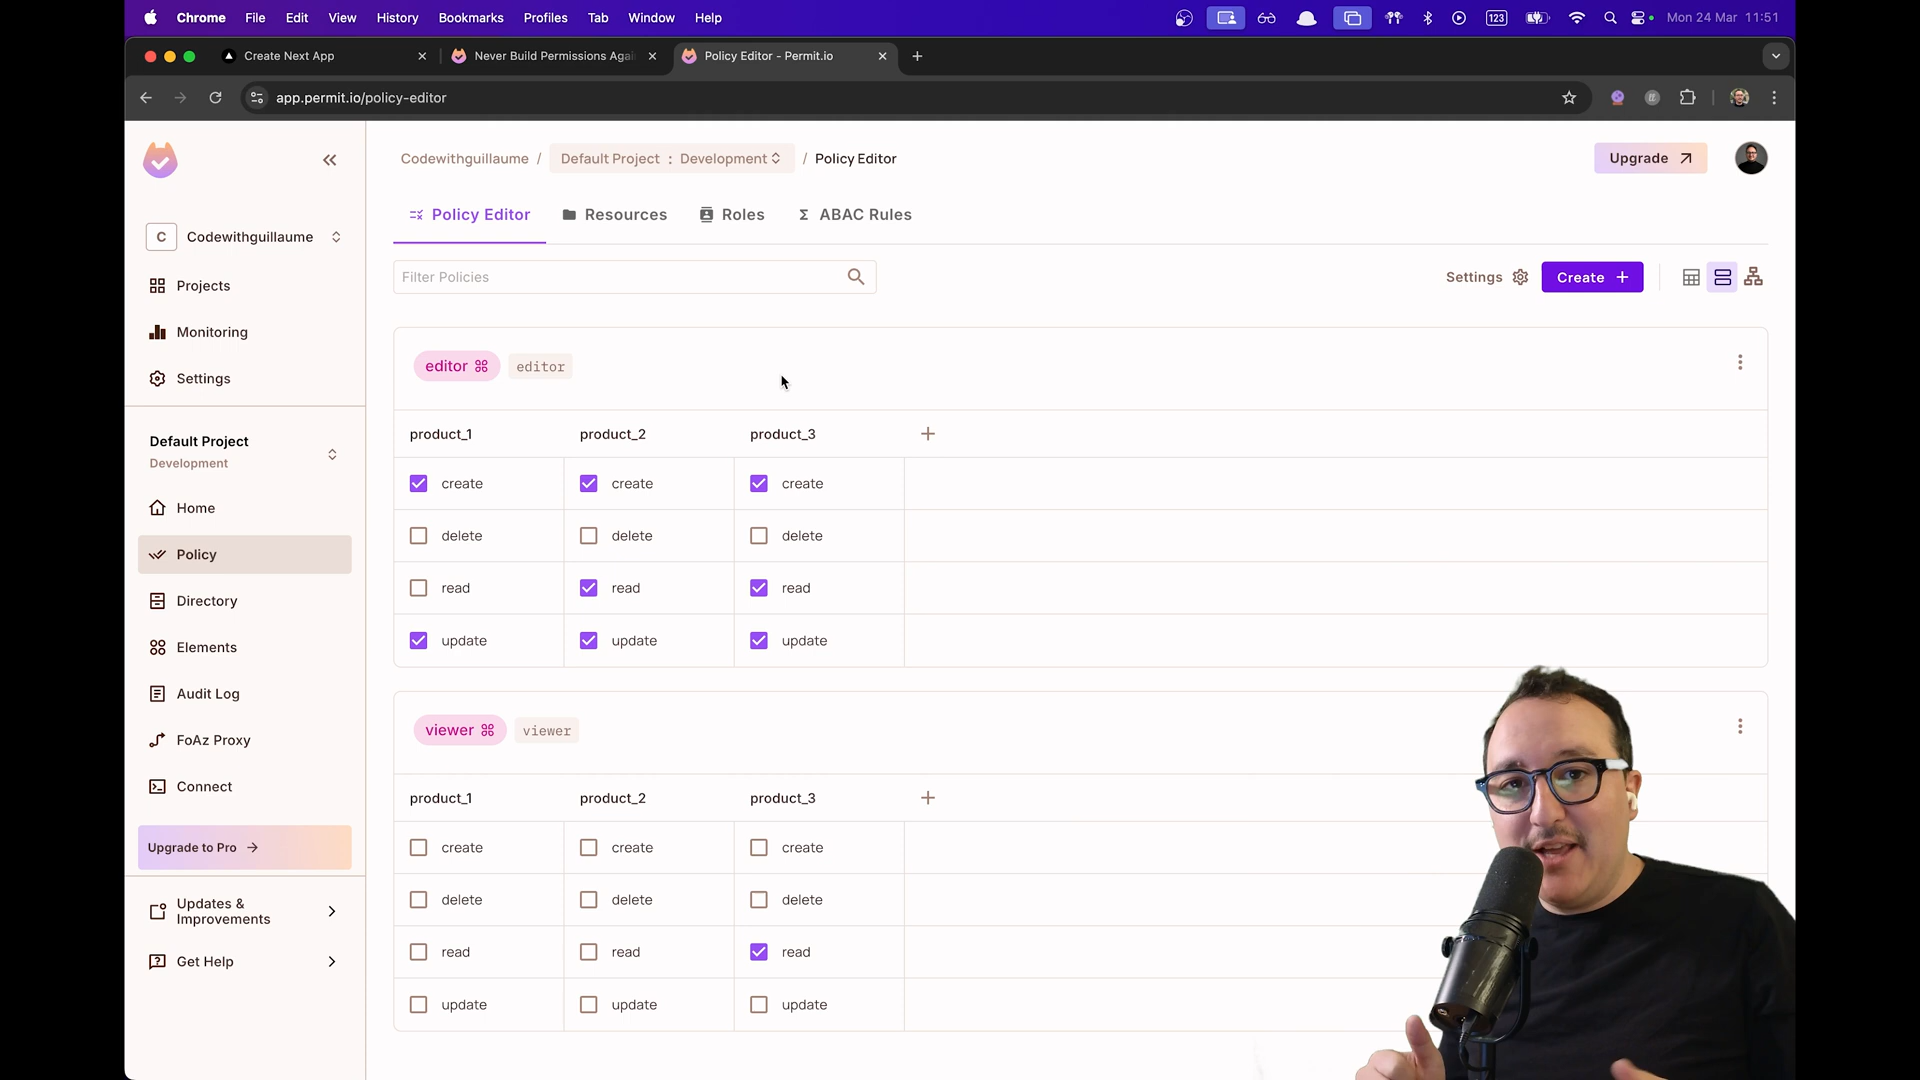 Chrome File Edit View History Bookmarks Profiles Tab Window Help
123
Mon 24 Mar 11:51
Create Next App
Never Build Permissions Agai
Policy Editor - Permit.io
app.permit.io/policy-editor
Codewithguillaume / Default Project : Development / Policy Editor
Upgrade
C Codewithguillaume
Projects
Monitoring
Settings
Default Project
Development
Home
Policy
Directory
Elements
Audit Log
FoAz Proxy
Connect
Upgrade to Pro
Updates &
Improvements
Get Help
Policy Editor Resources Roles ABAC Rules
Filter Policies
Settings
Create +
editor editor
product_1 product_2 product_3 +
create create create
delete delete delete
read read read
update update update
viewer viewer
product_1 product_2 product_3 +
create create create
delete delete delete
read read read
update update update